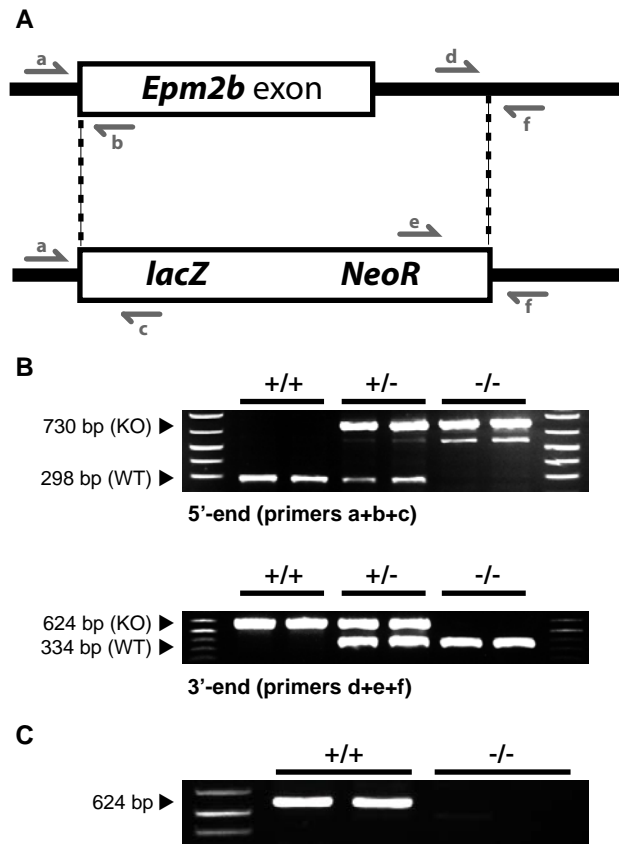 A
a
d
Epm2b exon
b
f
e
a
lacZ NeoR
c
f
B
+/+ +/- -/-
730 bp (KO)
298 bp (WT)
5’-end (primers a+b+c)
+/+ +/- -/-
624 bp (KO)
334 bp (WT)
3’-end (primers d+e+f)
C
+/+ -/-
624 bp